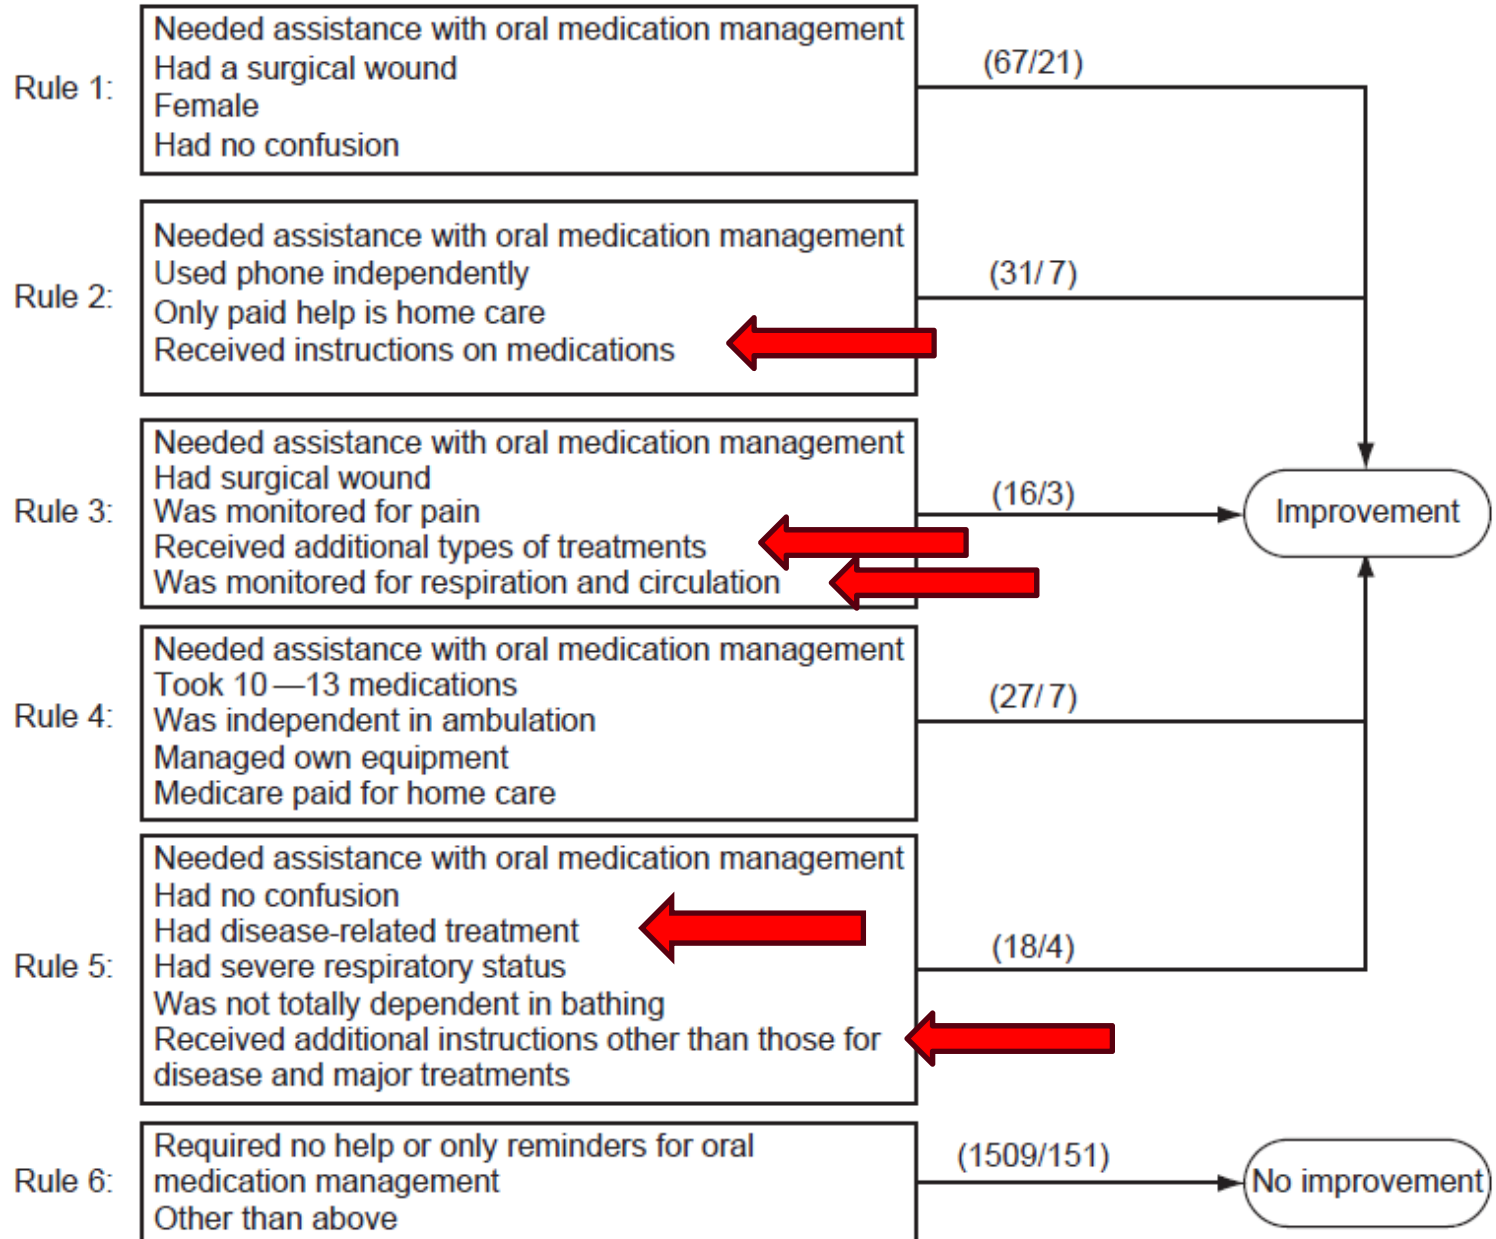 Rule 1:
Needed assistance with oral medication management
Had a surgical wound
Female
Had no confusion
(67/21)
Rule 2:
Needed assistance with oral medication management
Used phone independently
Only paid help is home care
Received instructions on medications
(31/7)
Rule 3:
Needed assistance with oral medication management
Had surgical wound
Was monitored for pain
Received additional types of treatments
Was monitored for respiration and circulation
(16/3)
Improvement
Rule 4:
Needed assistance with oral medication management
Took 10—13 medications
Was independent in ambulation
Managed own equipment
Medicare paid for home care
(27/7)
Rule 5:
Needed assistance with oral medication management
Had no confusion
Had disease-related treatment
Had severe respiratory status
Was not totally dependent in bathing
Received additional instructions other than those for
disease and major treatments
(18/4)
Rule 6:
Required no help or only reminders for oral
medication management
Other than above
(1509/151)
No improvement